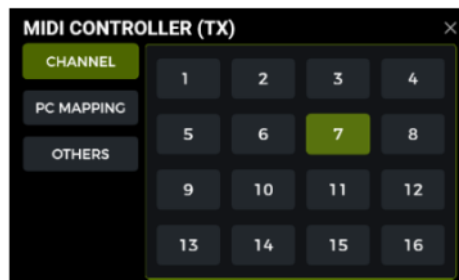 MIDI CONTROLLER (TX) ×
CHANNEL
PC MAPPING
OTHERS
1 2 3 4
5 6 7 8
9 10 11 12
13 14 15 16